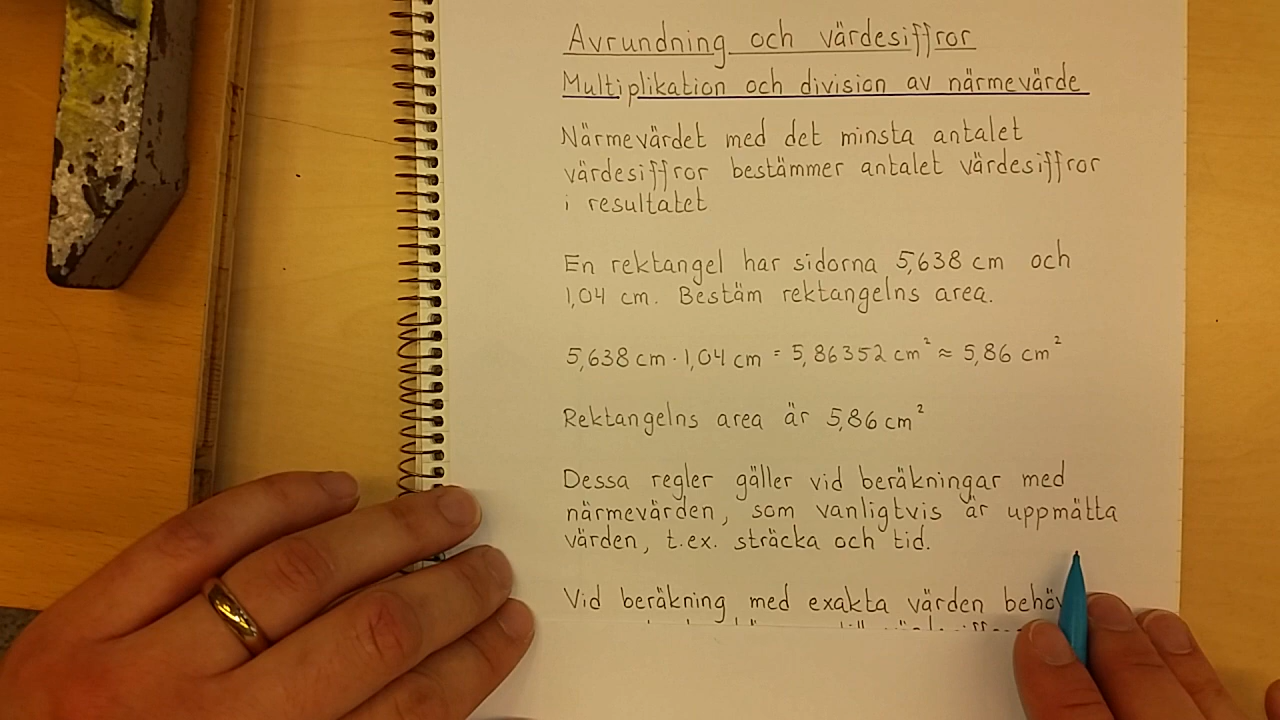 Avrundning och värdesiffror
Multiplikation och division av närmevärde
Närmevärdet med det minsta antalet
värdesiffror bestämmer antalet värdesiffror
i resultatet
En rektangel har sidorna 5,638 cm och
1,04 cm. Bestäm rektangelns area.
5,638 cm · 1,04 cm = 5,86352 cm² ≈ 5,86 cm²
Rektangelns area är 5,86 cm²
Dessa regler gäller vid beräkningar med
närmevärden, som vanligtvis är uppmätta
värden, t.ex. sträcka och tid.
Vid beräkning med exakta värden